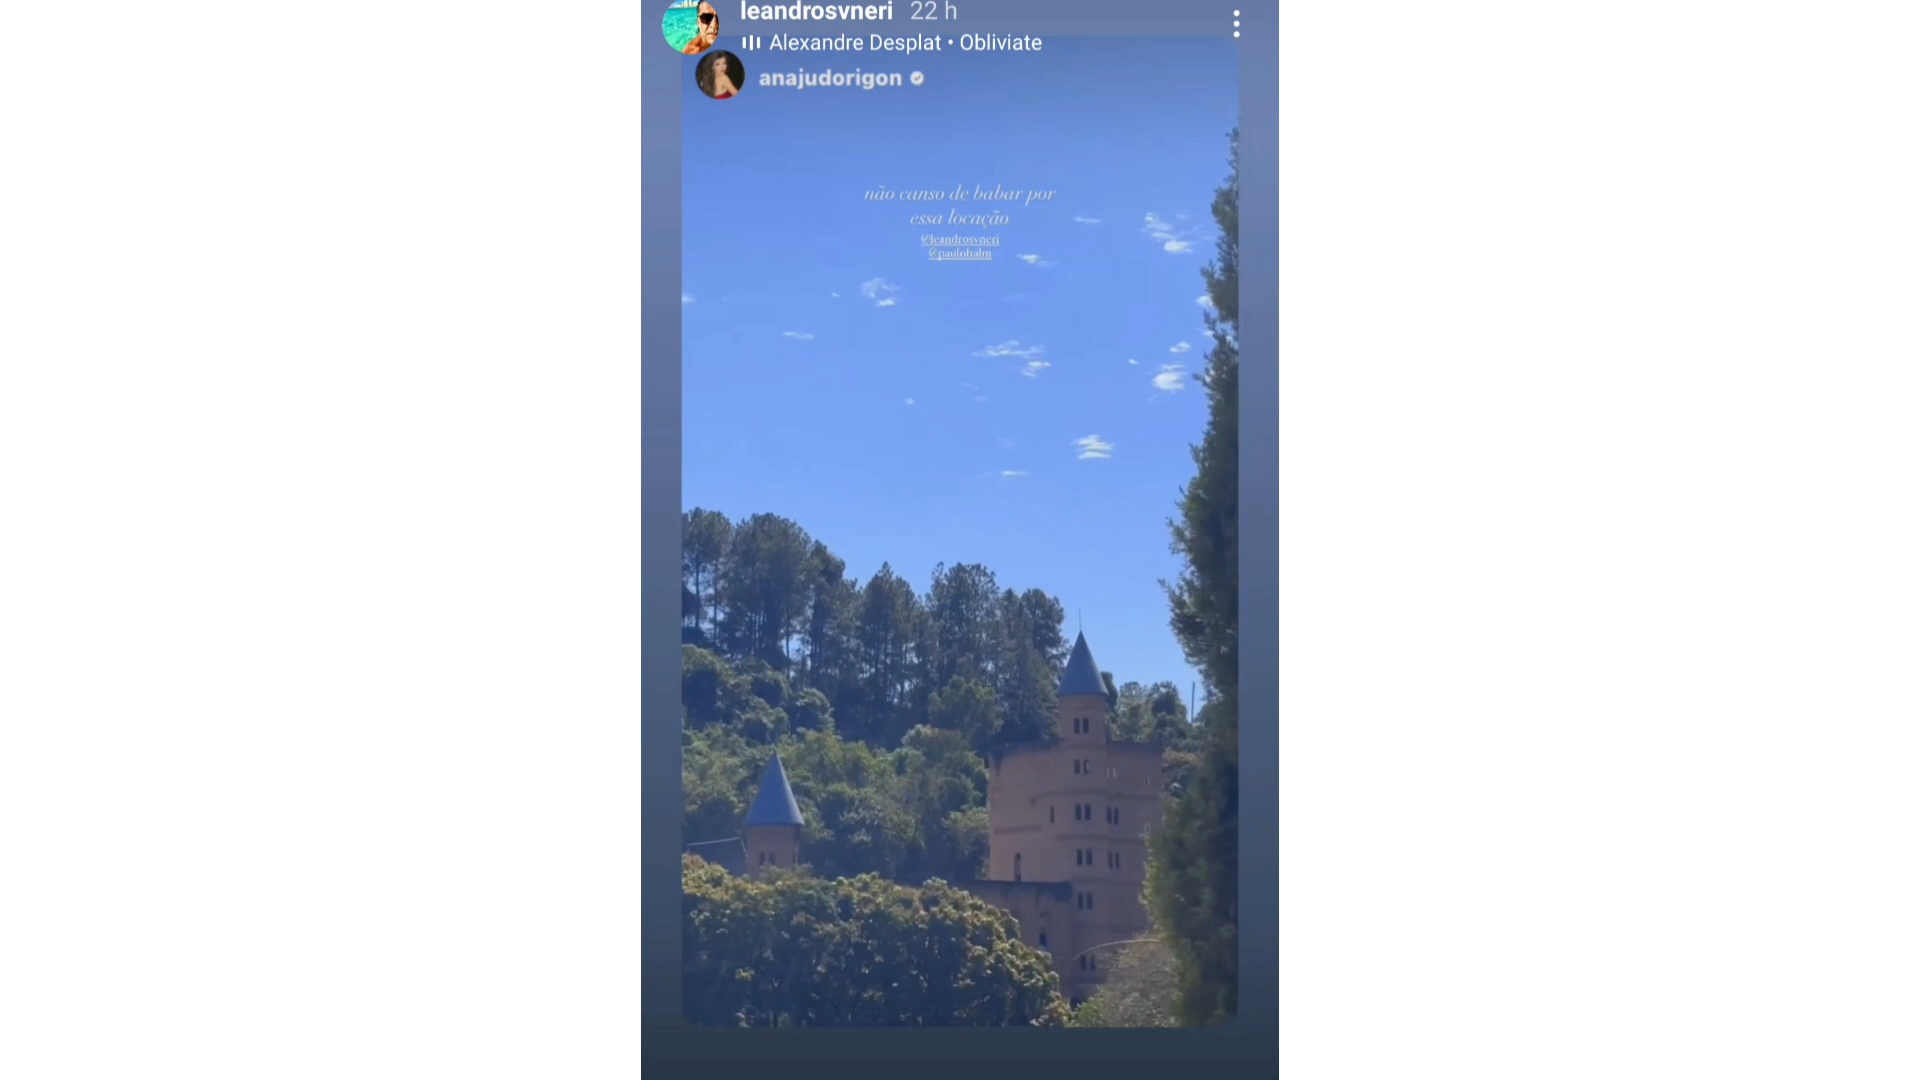 leandrosvneri 22 h
Alexandre Desplat • Obliviate
anajudorigon
não canso de babar por
essa locação
@leandrosvneri
@paulohalm